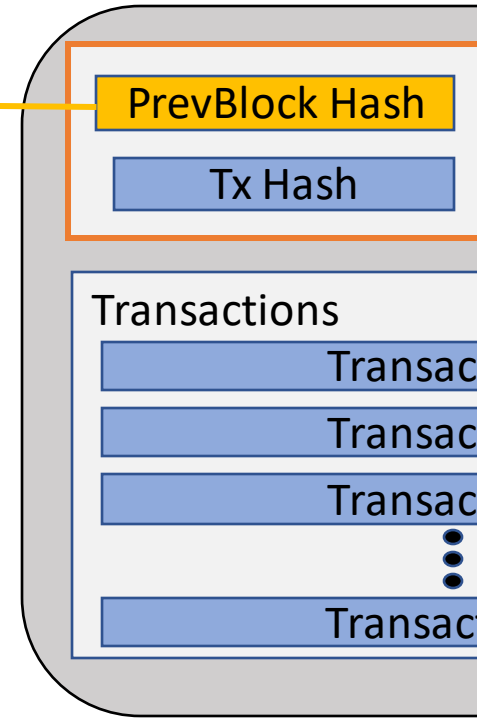 PrevBlock Hash
Tx Hash
Transactions
Transac
Transac
Transac
Transact